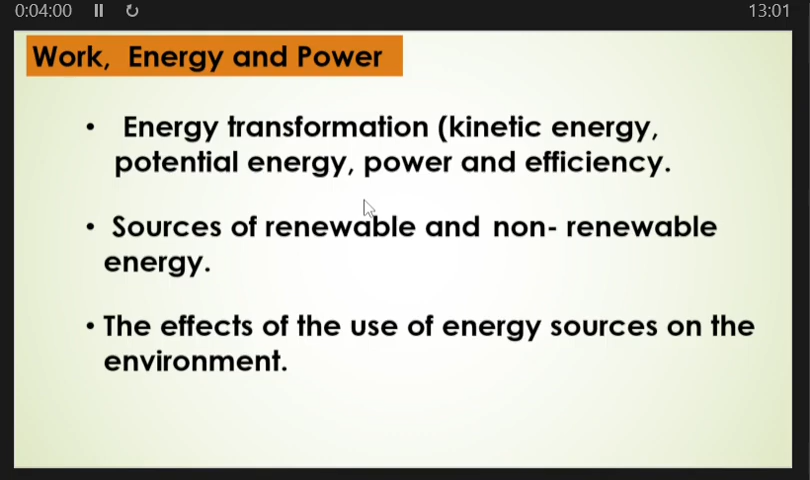 0:04:00
13:01
Work, Energy and Power
• Energy transformation (kinetic energy,
potential energy, power and efficiency.
• Sources of renewable and non- renewable
energy.
• The effects of the use of energy sources on the
environment.